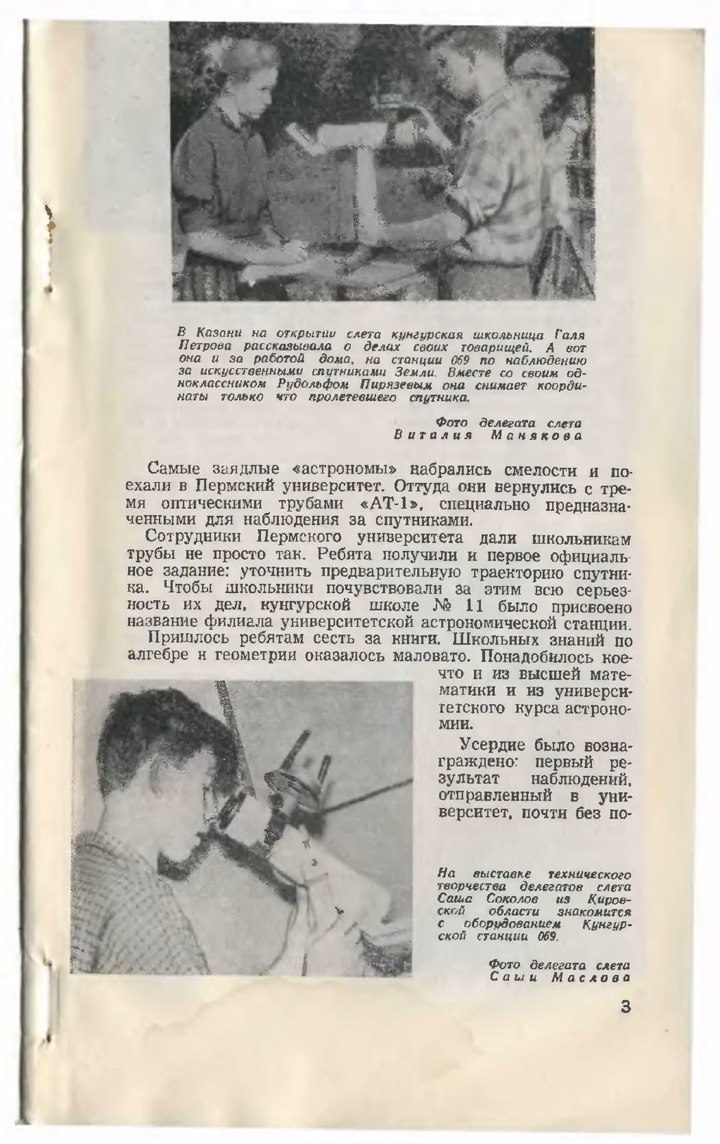 В Казани на открытии слета кунгурская школьница Галя
Петрова рассказывала о делах своих товарищей. А вот
она и за работой дома, на станции 069 по наблюдению
за искусственными спутниками Земли. Вместе со своим од-
ноклассником Рудольфом Пирязевым она снимает коорди-
наты только что пролетевшего спутника.
Фото делегата слета
Виталия Манякова
Самые заядлые «астрономы» набрались смелости и по-
ехали в Пермский университет. Оттуда они вернулись с тре-
мя оптическими трубами «АТ-1», специально предназна-
ченными для наблюдения за спутниками.
Сотрудники Пермского университета дали школьникам
трубы не просто так. Ребята получили и первое официаль-
ное задание: уточнить предварительную траекторию спутни-
ка. Чтобы школьники почувствовали за этим всю серьез-
ность их дел, кунгурской школе № 11 было присвоено
название филиала университетской астрономической станции.
Пришлось ребятам сесть за книги. Школьных знаний по
алгебре и геометрии оказалось маловато. Понадобилось кое-
что и из высшей мате-
матики и из универси-
тетского курса астроно-
мии.
Усердие было возна-
граждено: первый ре-
зультат наблюдений,
отправленный в уни-
верситет, почти без по-
На выставке технического
творчества делегатов слета
Саша Соколов из Киров-
ской области знакомится
с оборудованием Кунгур-
ской станции 069.
Фото делегата слета
Саши Маслова
3